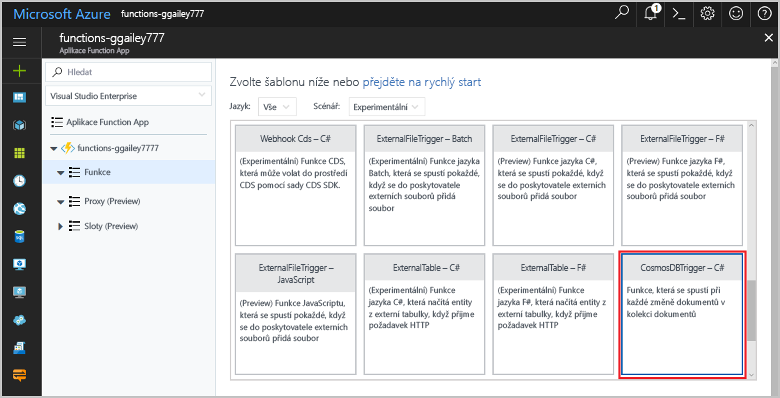 Microsoft Azure functions-ggailey777
1
functions-ggailey777
Aplikace Function App
Hledat
Visual Studio Enterprise
Aplikace Function App
functions-ggailey7777
Funkce
Proxy (Preview)
Sloty (Preview)
Zvolte šablonu níže nebo přejděte na rychlý start
Jazyk: Vše Scénář: Experimentální
Webhook Cds – C#
(Experimentální) Funkce CDS,
která může volat do prostředí
CDS pomocí sady CDS SDK.
ExternalFileTrigger – Batch
(Experimentální) Funkce jazyka
Batch, která se spustí pokaždé,
když se do poskytovatele
externích souborů přidá
soubor
ExternalFileTrigger – C#
(Preview) Funkce jazyka C#,
která se spustí pokaždé, když
se do poskytovatele externích
souborů přidá soubor
ExternalFileTrigger – F#
(Preview) Funkce jazyka F#,
která se spustí pokaždé, když
se do poskytovatele externích
souborů přidá soubor
ExternalFileTrigger –
JavaScript
(Preview) Funkce JavaScriptu,
která se spustí pokaždé, když
se do poskytovatele externích
souborů přidá soubor
ExternalTable – C#
(Experimentální) Funkce
jazyka C#, která načítá entity
z externí tabulky, když přijme
požadavek HTTP
ExternalTable – F#
(Experimentální) Funkce
jazyka F#, která načítá entity
z externí tabulky, když přijme
požadavek HTTP
CosmosDBTrigger – C#
Funkce, která se spustí při
každé změně dokumentů v
kolekci dokumentů